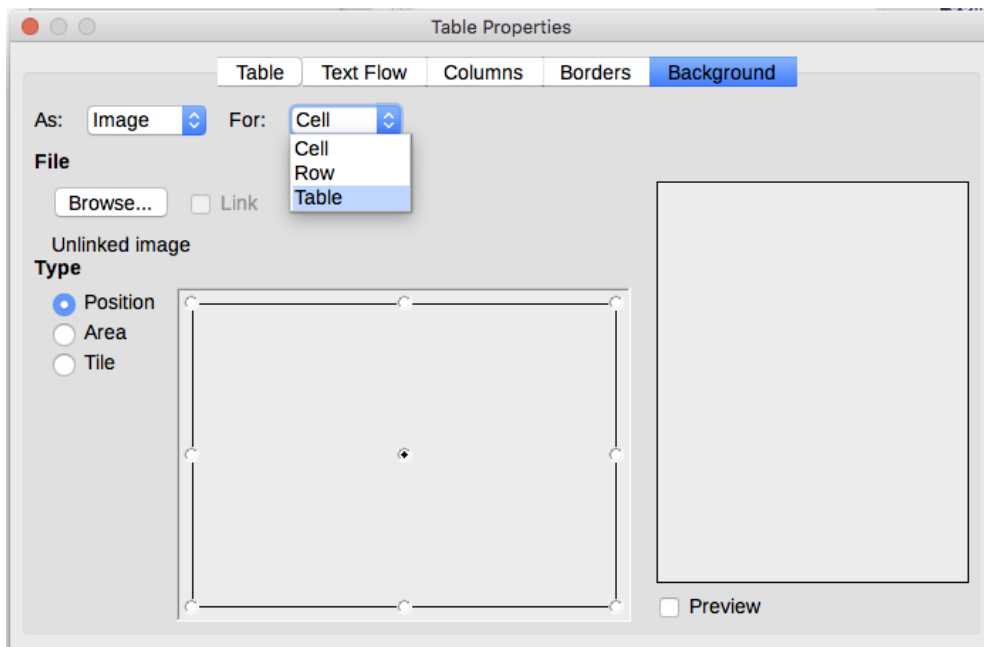 Table Properties
Table Text Flow Columns Borders Background
As: Image For: Cell
Cell
Row
Table
File
Browse... Link
Unlinked image
Type
Position
Area
Tile
Preview